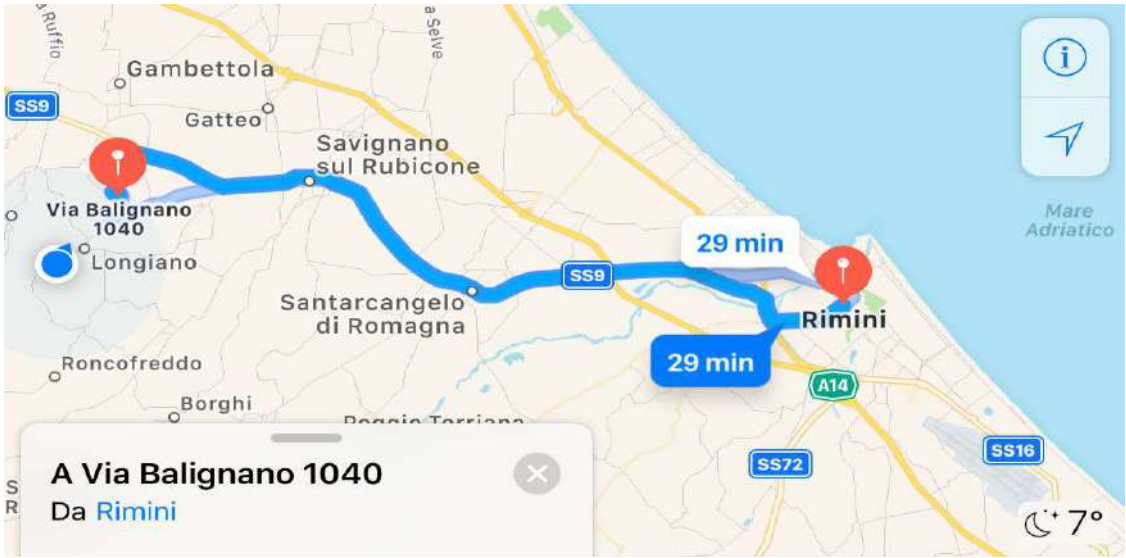 a Ruffio
a Selve
Gambettola
SS9
Gatteo
Savignano
sul Rubicone
Via Balignano
1040
Longiano
Mare
Adriatico
29 min
SS9
Santarcangelo
di Romagna
Rimini
29 min
Roncofreddo
A14
Borghi
Poggio Torriana
SS16
SS72
A Via Balignano 1040
Da Rimini
S
R
7°